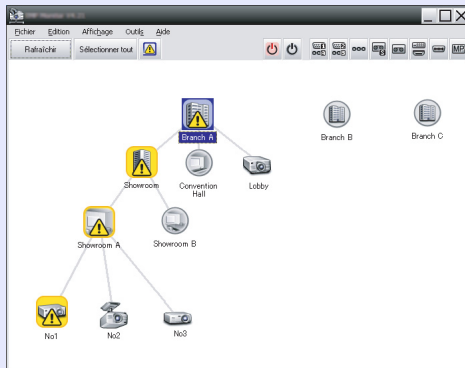 Fichier Edition Affichage Outils Aide
Rafraîchir Sélectionner tout
Branch A
Branch B
Branch C
Showroom
Convention
Hall
Lobby
Showroom A
Showroom B
No1
No2
No3